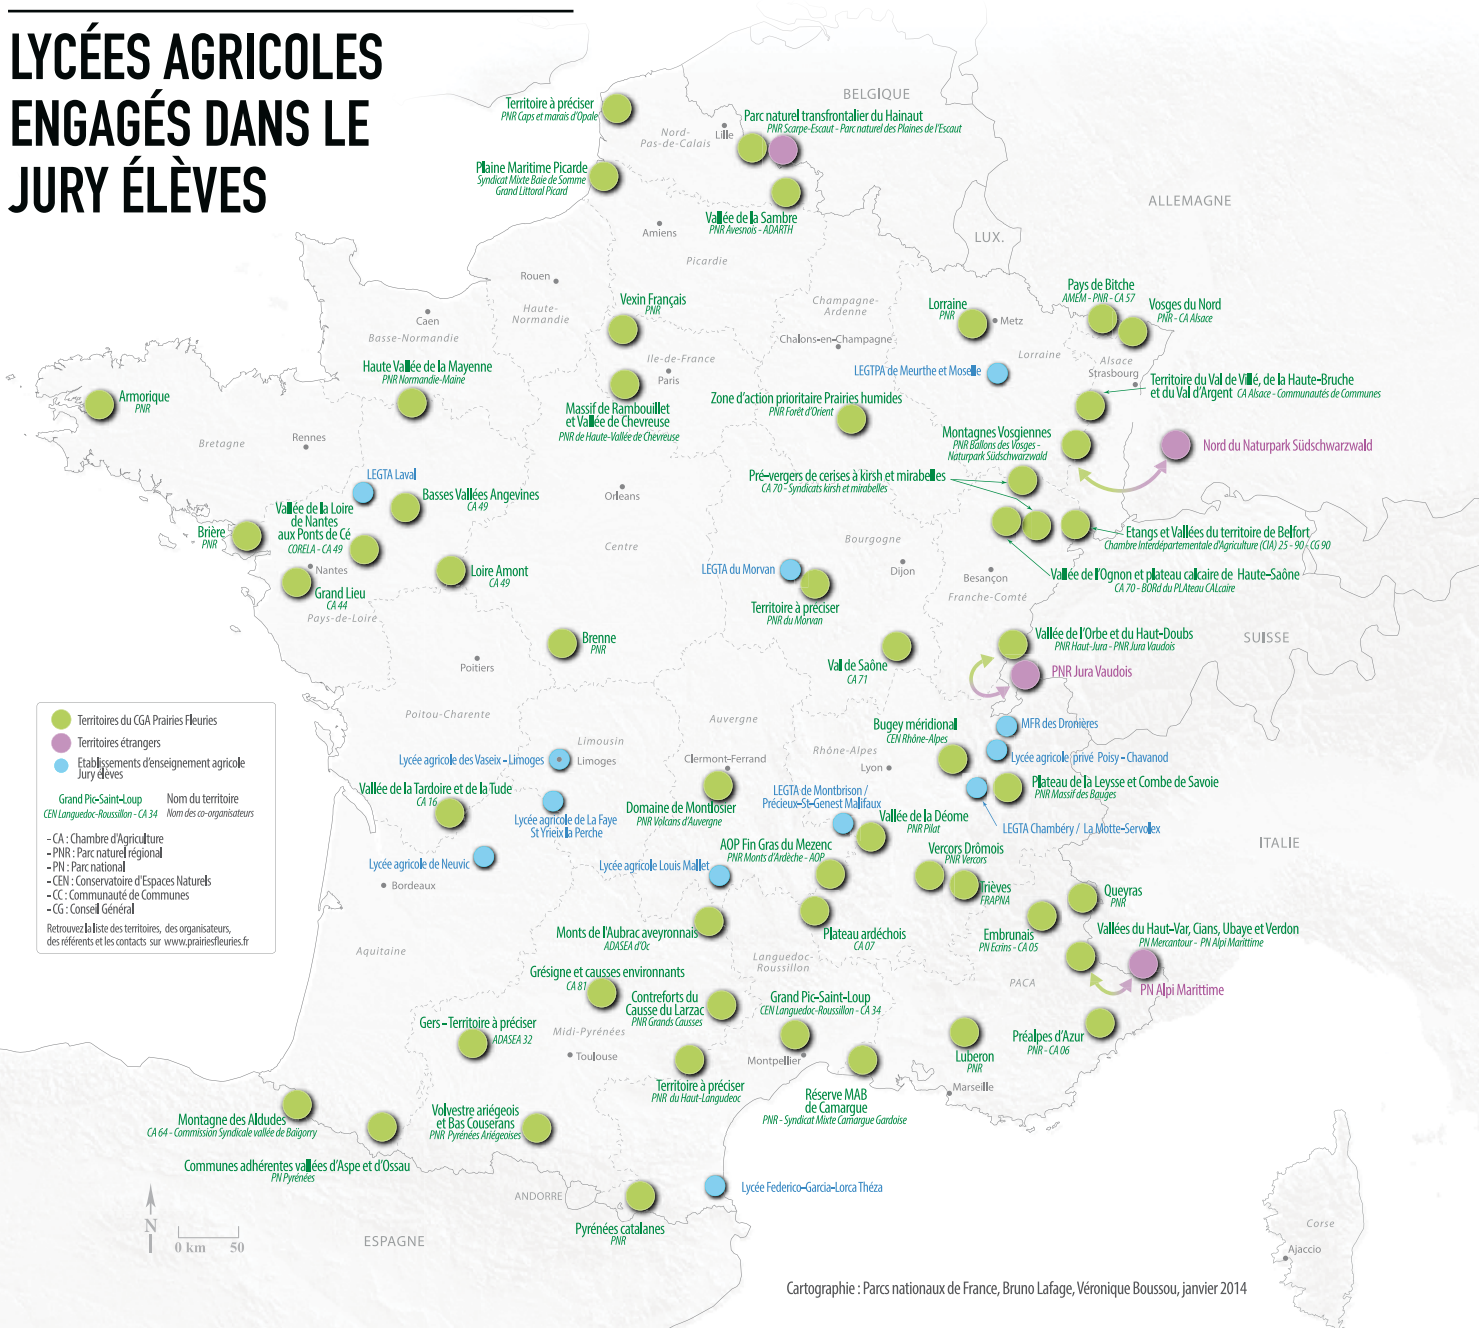 LYCÉES AGRICOLES
ENGAGÉS DANS LE
JURY ÉLÈVES
BELGIQUE
ALLEMAGNE
LUX.
SUISSE
ITALIE
ESPAGNE
ANDORRE
Territoire à préciser
PNR Caps et marais d'Opale
Nord-
Pas-de-Calais
Lille
Parc naturel transfrontalier du Hainaut
PNR Scarpe-Escaut - Parc naturel des Plaines de l'Escaut
Plaine Maritime Picarde
Syndicat Mixte Baie de Somme
Grand Littoral Picard
Vallée de la Sambre
PNR Avesnois - ADARTH
Amiens
Picardie
Rouen
Haute-
Normandie
Caen
Basse-Normandie
Vexin Français
PNR
Champagne-
Ardenne
Chalons-en-Champagne
Lorraine
PNR
Metz
Pays de Bitche
AMEM - PNR - CA 57
Vosges du Nord
PNR - CA Alsace
Lorraine
Alsace
Strasbourg
LEGTPA de Meurthe et Moselle
Ile-de-France
Paris
Haute Vallée de la Mayenne
PNR Normandie-Maine
Armorique
PNR
Bretagne
Rennes
Massif de Rambouillet
et Vallée de Chevreuse
PNR de Haute-Vallée de Chevreuse
Zone d'action prioritaire Prairies humides
PNR Forêt d'Orient
Territoire du Val de Villé, de la Haute-Bruche
et du Val d'Argent CA Alsace - Communautés de Communes
Montagnes Vosgiennes
PNR Ballons des Vosges -
Naturpark Südschwarzwald
Nord du Naturpark Südschwarzwald
Pré-vergers de cerises à kirsh et mirabelles
CA 70 - Syndicats kirsh et mirabelles
LEGTA Laval
Basses Vallées Angevines
CA 49
Orleans
Vallée de la Loire
de Nantes
aux Ponts de Cé
CORELA - CA 49
Brière
PNR
Nantes
Grand Lieu
CA 44
Pays-de-Loire
Loire Amont
CA 49
Centre
Bourgogne
Dijon
LEGTA du Morvan
Territoire à préciser
PNR du Morvan
Besançon
Franche-Comté
Etangs et Vallées du territoire de Belfort
Chambre Interdépartementale d'Agriculture (CIA) 25 - 90 - CG 90
Vallée de l'Ognon et plateau calcaire de Haute-Saône
CA 70 - BORd du PLAteau CALcaire
Brenne
PNR
Val de Saône
CA 71
Vallée de l'Orbe et du Haut-Doubs
PNR Haut-Jura - PNR Jura Vaudois
PNR Jura Vaudois
Poitiers
Poitou-Charente
Territoires du CGA Prairies Fleuries
Territoires étrangers
Etablissements d'enseignement agricole
Jury élèves
Grand Pic-Saint-Loup
CEN Languedoc-Roussillon - CA 34
Nom du territoire
Nom des co-organisateurs
- CA : Chambre d'Agriculture
- PNR : Parc naturel régional
- PN : Parc national
- CEN : Conservatoire d'Espaces Naturels
- CC : Communauté de Communes
- CG : Conseil Général
Retrouvez la liste des territoires, des organisateurs,
des référents et les contacts sur www.prairiesfleuries.fr
Auvergne
Limousin
Limoges
Lycée agricole des Vaseix - Limoges
Clermont-Ferrand
Rhône-Alpes
Lyon
Bugey méridional
CEN Rhône-Alpes
MFR des Dronières
Lycée agricole privé Poisy - Chavanod
Plateau de la Leysse et Combe de Savoie
PNR Massif des Bauges
LEGTA Chambéry / La Motte-Servolex
Vallée de la Tardoire et de la Tude
CA 16
Lycée agricole de La Faye
St Yrieix la Perche
Domaine de Montlosier
PNR Volcans d'Auvergne
LEGTA de Montbrison /
Précieux-St-Genest Malifaux
Vallée de la Déome
PNR Pilat
AOP Fin Gras du Mezenc
PNR Monts d'Ardèche - AOP
Vercors Drômois
PNR Vercors
Trièves
FRAPNA
Lycée agricole de Neuvic
Lycée agricole Louis Mallet
Bordeaux
Queyras
PNR
Embrunais
PN Ecrins - CA 05
Vallées du Haut-Var, Cians, Ubaye et Verdon
PN Mercantour - PN Alpi Marittime
PN Alpi Marittime
Monts de l'Aubrac aveyronnais
ADASEA d'Oc
Plateau ardéchois
CA 07
Aquitaine
Languedoc-
Roussillon
PACA
Grésigne et causses environnants
CA 81
Contreforts du
Causse du Larzac
PNR Grands Causses
Grand Pic-Saint-Loup
CEN Languedoc-Roussillon - CA 34
Gers - Territoire à préciser
ADASEA 32
Midi-Pyrénées
Toulouse
Montpellier
Luberon
PNR
Préalpes d'Azur
PNR - CA 06
Marseille
Territoire à préciser
PNR du Haut-Langudeoc
Réserve MAB
de Camargue
PNR - Syndicat Mixte Camargue Gardoise
Montagne des Aldudes
CA 64 - Commission Syndicale vallée de Baïgorry
Volvestre ariégeois
et Bas Couserans
PNR Pyrénées Ariégeoises
Communes adhérentes vallées d'Aspe et d'Ossau
PN Pyrénées
Lycée Federico-Garcia-Lorca Théza
Pyrénées catalanes
PNR
N
0 km 50
Corse
Ajaccio
Cartographie : Parcs nationaux de France, Bruno Lafage, Véronique Boussou, janvier 2014